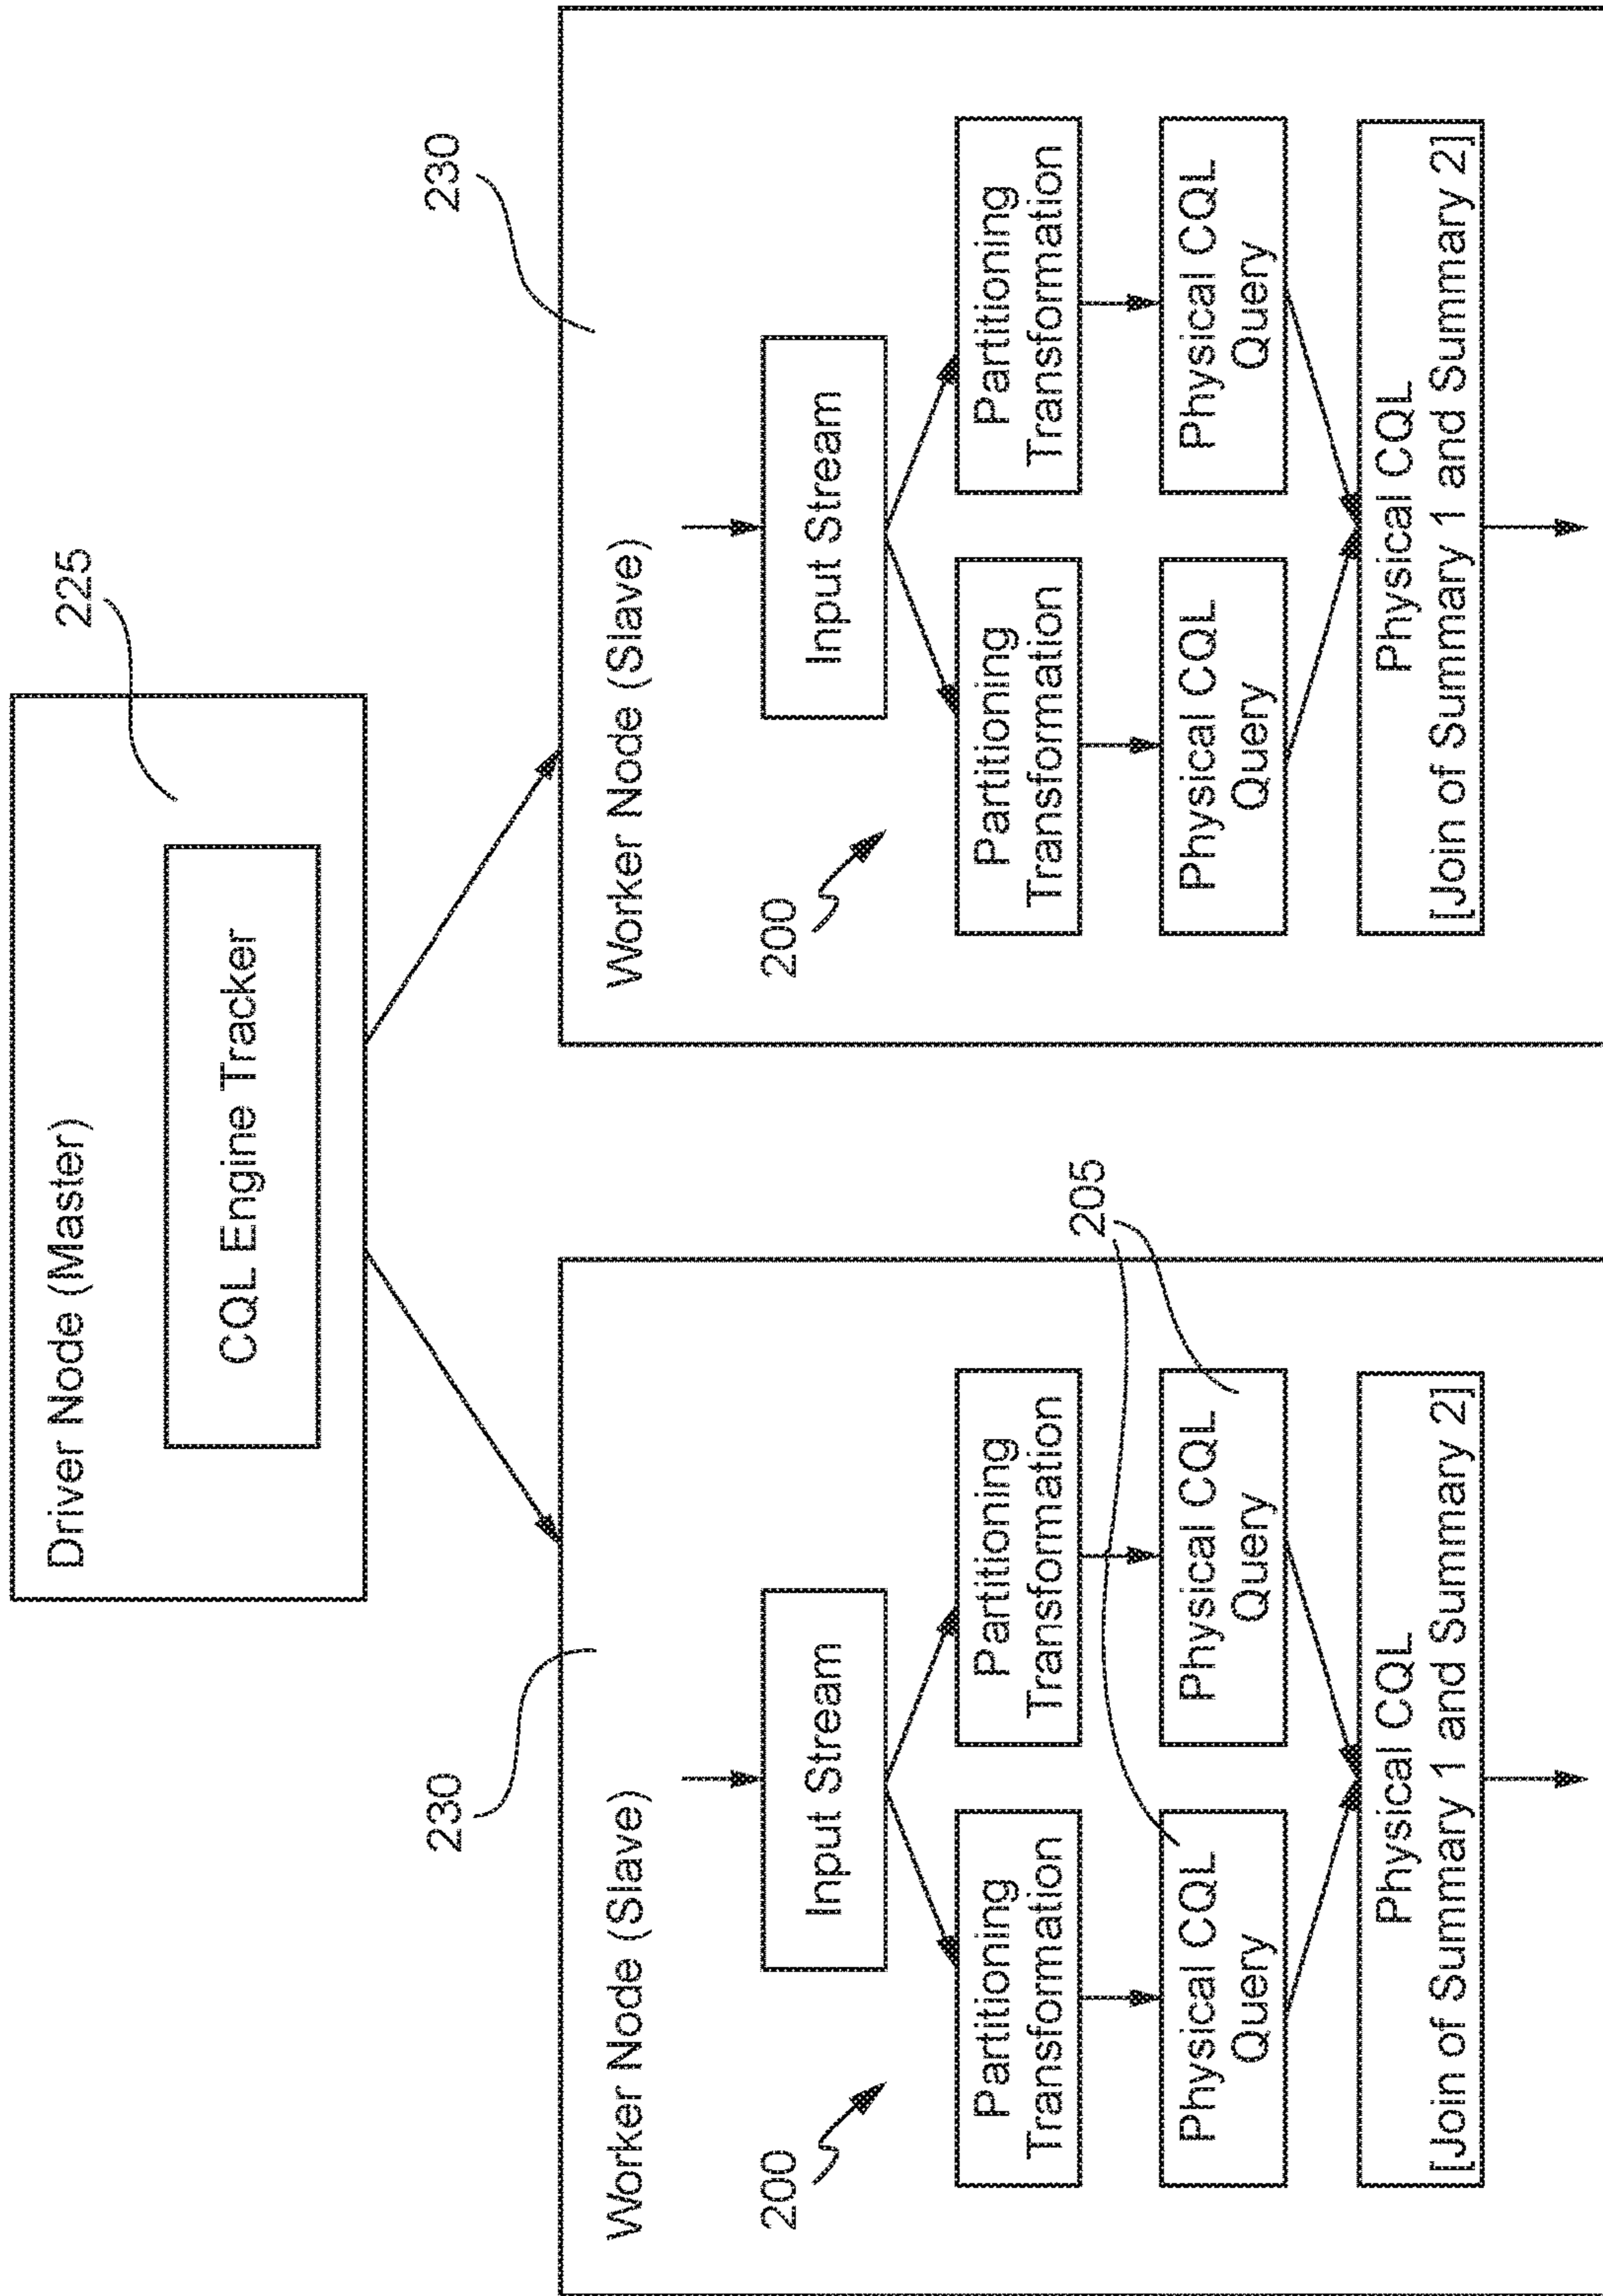 Driver Node (Master)
225
CQL Engine Tracker
230
Worker Node (Slave)
200
Input Stream
Partitioning
Transformation
Partitioning
Transformation
Physical CQL
Query
Physical CQL
Query
205
Physical CQL
[Join of Summary 1 and Summary 2]
230
Worker Node (Slave)
200
Input Stream
Partitioning
Transformation
Partitioning
Transformation
Physical CQL
Query
Physical CQL
Query
Physical CQL
[Join of Summary 1 and Summary 2]